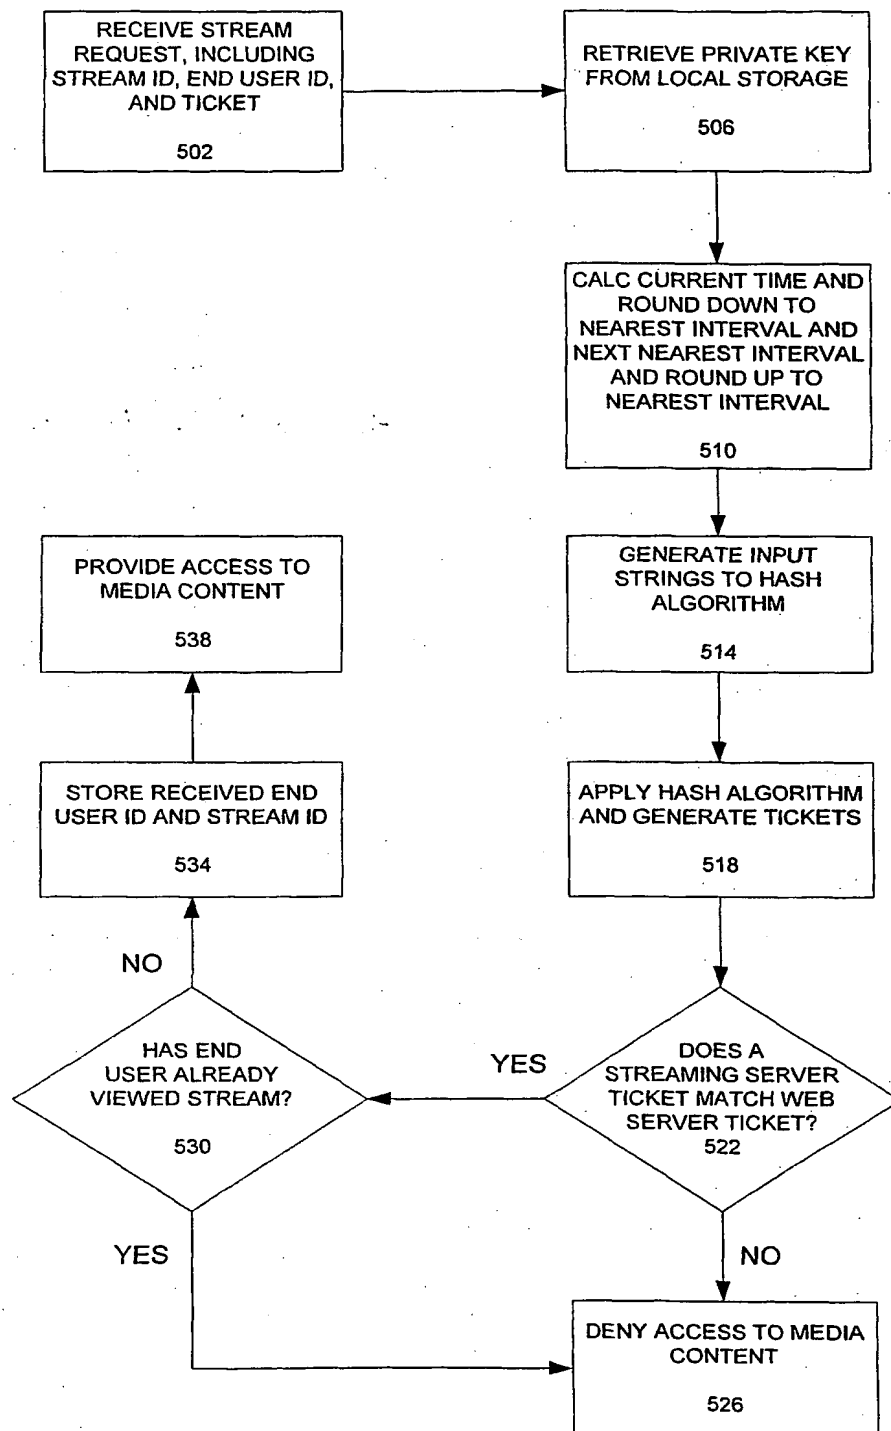 RECEIVE STREAM
REQUEST, INCLUDING
STREAM ID, END USER ID,
AND TICKET
502
RETRIEVE PRIVATE KEY
FROM LOCAL STORAGE
506
CALC CURRENT TIME AND
ROUND DOWN TO
NEAREST INTERVAL AND
NEXT NEAREST INTERVAL
AND ROUND UP TO
NEAREST INTERVAL
510
GENERATE INPUT
STRINGS TO HASH
ALGORITHM
514
APPLY HASH ALGORITHM
AND GENERATE TICKETS
518
DOES A
STREAMING SERVER
TICKET MATCH WEB
SERVER TICKET?
522
YES
NO
HAS END
USER ALREADY
VIEWED STREAM?
530
NO
YES
STORE RECEIVED END
USER ID AND STREAM ID
534
PROVIDE ACCESS TO
MEDIA CONTENT
538
DENY ACCESS TO MEDIA
CONTENT
526